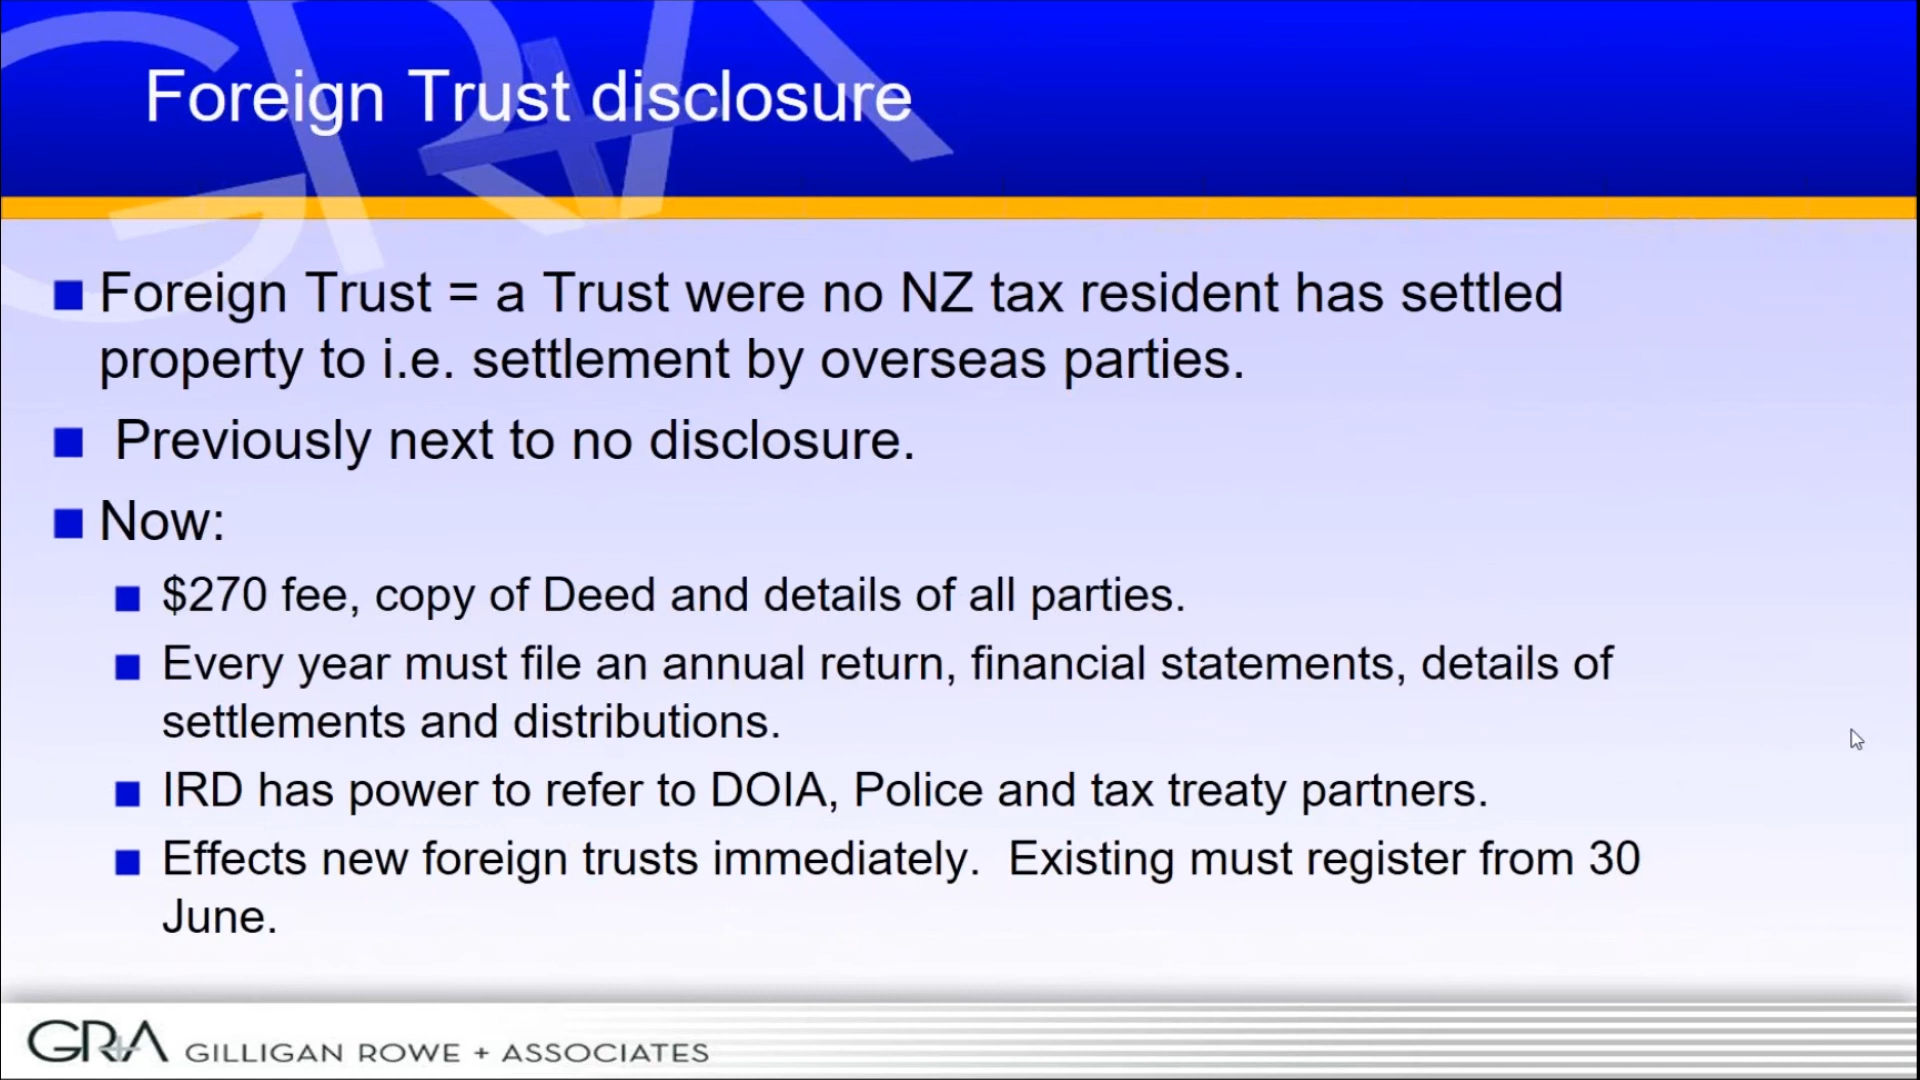 Foreign Trust disclosure
Foreign Trust = a Trust were no NZ tax resident has settled
property to i.e. settlement by overseas parties.
Previously next to no disclosure.
Now:
$270 fee, copy of Deed and details of all parties.
Every year must file an annual return, financial statements, details of
settlements and distributions.
IRD has power to refer to DOIA, Police and tax treaty partners.
Effects new foreign trusts immediately.  Existing must register from 30
June.
GR+A GILLIGAN ROWE + ASSOCIATES